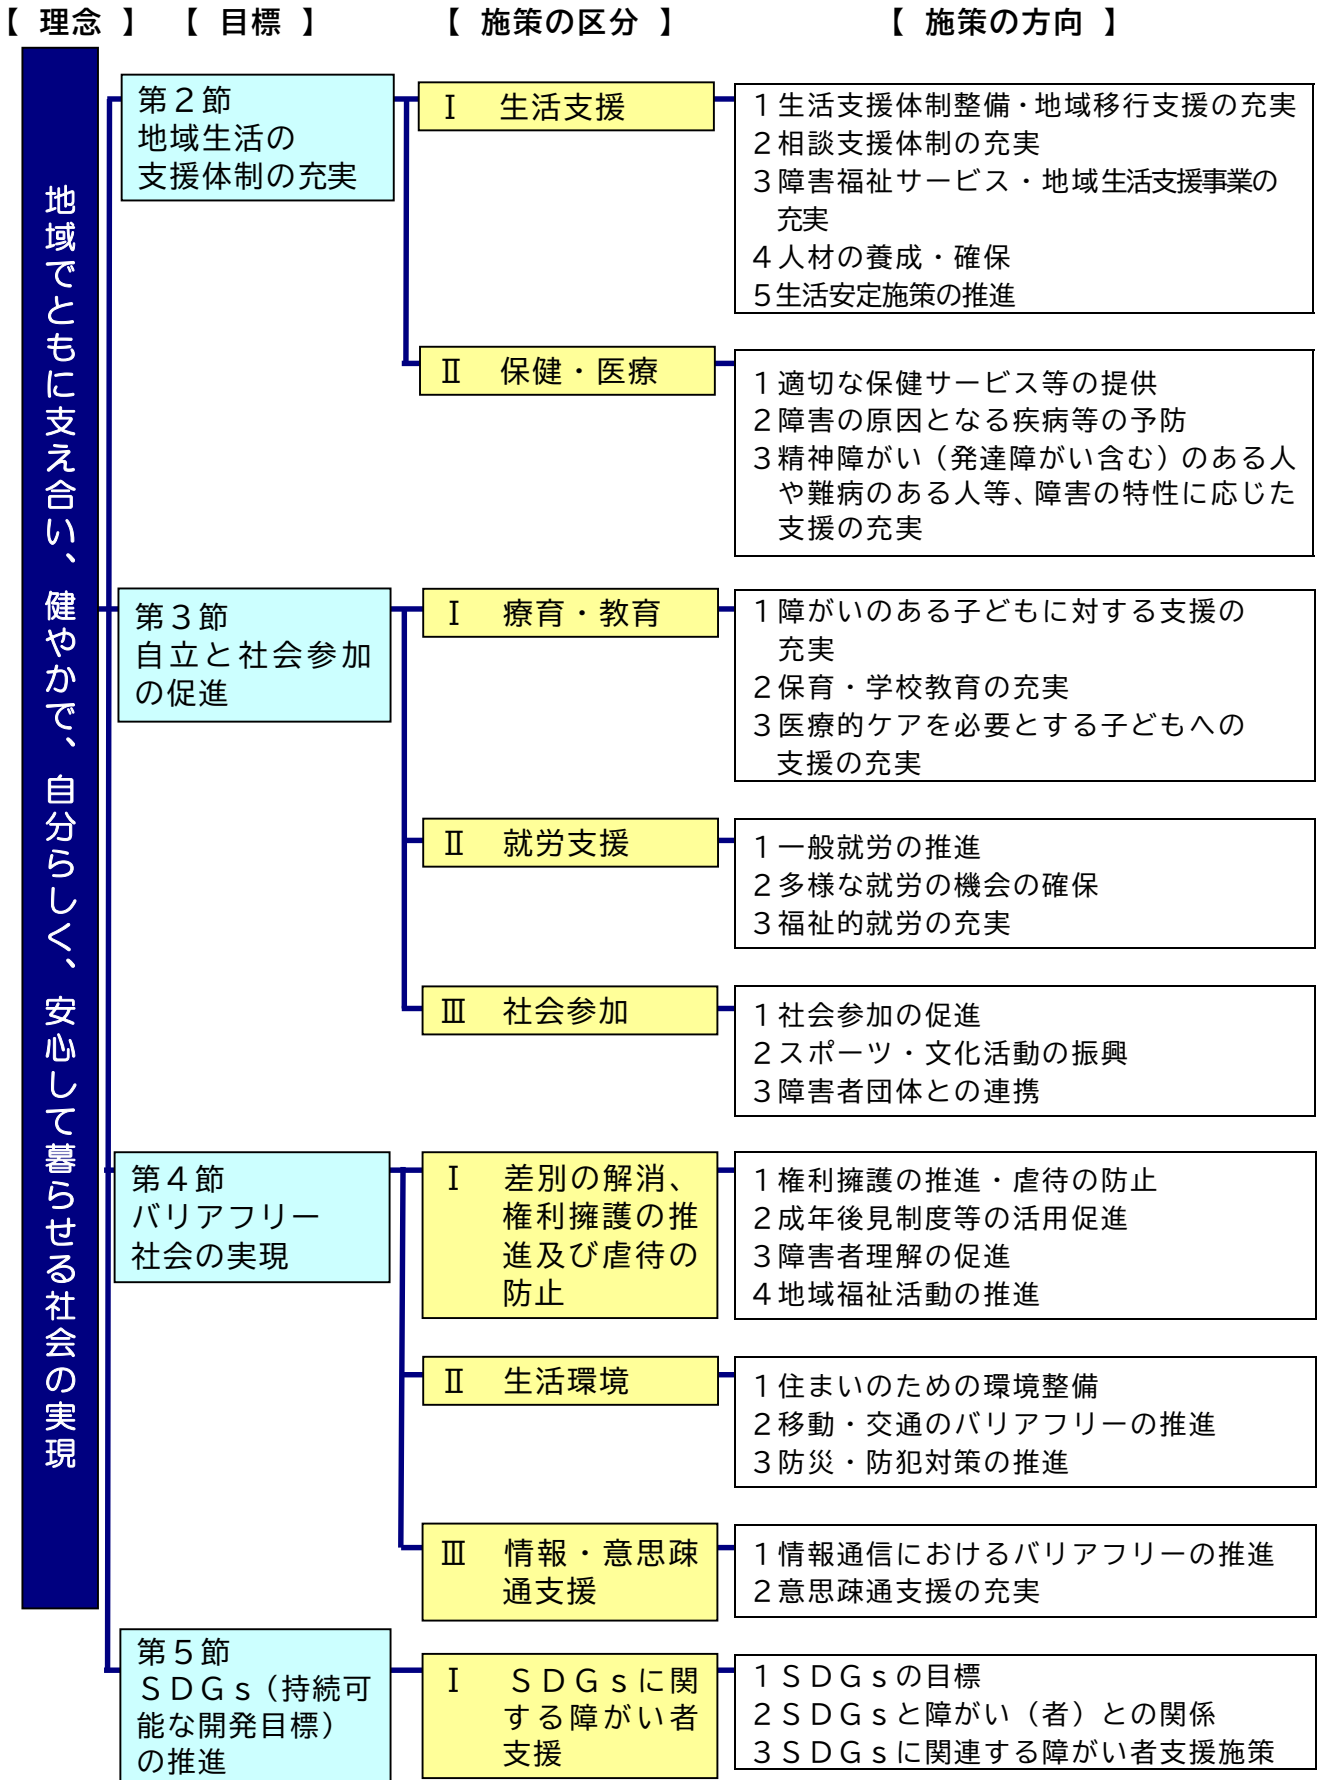 【 理念 】 【 目標 】 【 施策の区分 】 【 施策の方向 】
地域でともに支え合い、健やかで、自分らしく、安心して暮らせる社会の実現
第２節
地域生活の
支援体制の充実
Ⅰ 生活支援
１生活支援体制整備・地域移行支援の充実
２相談支援体制の充実
３障害福祉サービス・地域生活支援事業の
充実
４人材の養成・確保
５生活安定施策の推進
Ⅱ 保健・医療
１適切な保健サービス等の提供
２障害の原因となる疾病等の予防
３精神障がい（発達障がい含む）のある人
や難病のある人等、障害の特性に応じた
支援の充実
第３節
自立と社会参加
の促進
Ⅰ 療育・教育
１障がいのある子どもに対する支援の
充実
２保育・学校教育の充実
３医療的ケアを必要とする子どもへの
支援の充実
Ⅱ 就労支援
１一般就労の推進
２多様な就労の機会の確保
３福祉的就労の充実
Ⅲ 社会参加
１社会参加の促進
２スポーツ・文化活動の振興
３障害者団体との連携
第４節
バリアフリー
社会の実現
Ⅰ 差別の解消、
権利擁護の推
進及び虐待の
防止
１権利擁護の推進・虐待の防止
２成年後見制度等の活用促進
３障害者理解の促進
４地域福祉活動の推進
Ⅱ 生活環境
１住まいのための環境整備
２移動・交通のバリアフリーの推進
３防災・防犯対策の推進
Ⅲ 情報・意思疎
通支援
１情報通信におけるバリアフリーの推進
２意思疎通支援の充実
第５節
ＳＤＧｓ（持続可
能な開発目標）
の推進
Ⅰ ＳＤＧｓに関
する障がい者
支援
１ＳＤＧｓの目標
２ＳＤＧｓと障がい（者）との関係
３ＳＤＧｓに関連する障がい者支援施策